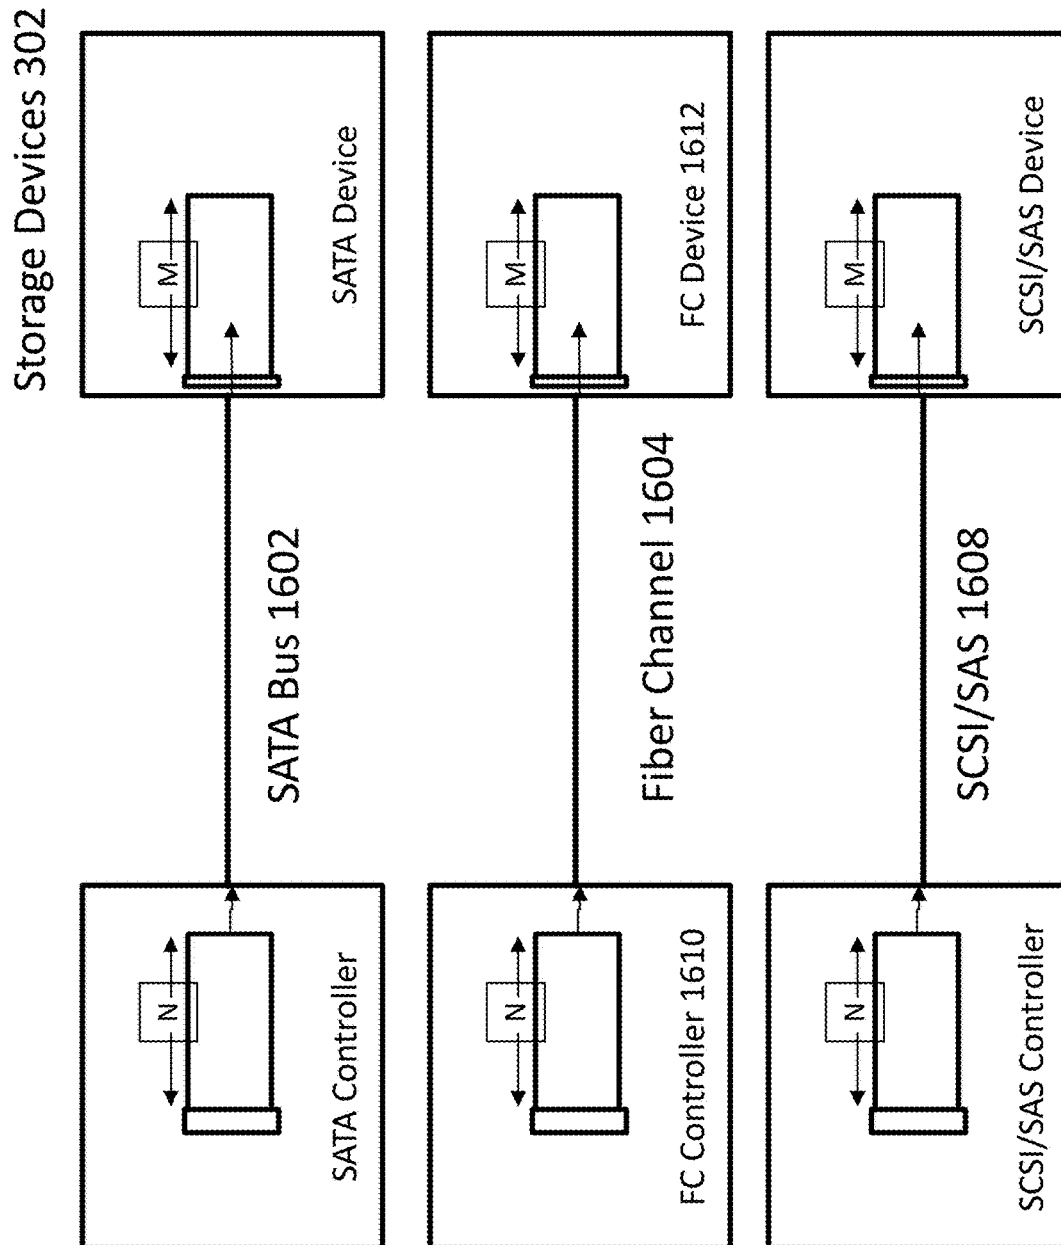 Storage Devices 302
M
SATA Device
M
FC Device 1612
M
SCSI/SAS Device
SATA Bus 1602
Fiber Channel 1604
SCSI/SAS 1608
N
SATA Controller
N
FC Controller 1610
N
SCSI/SAS Controller